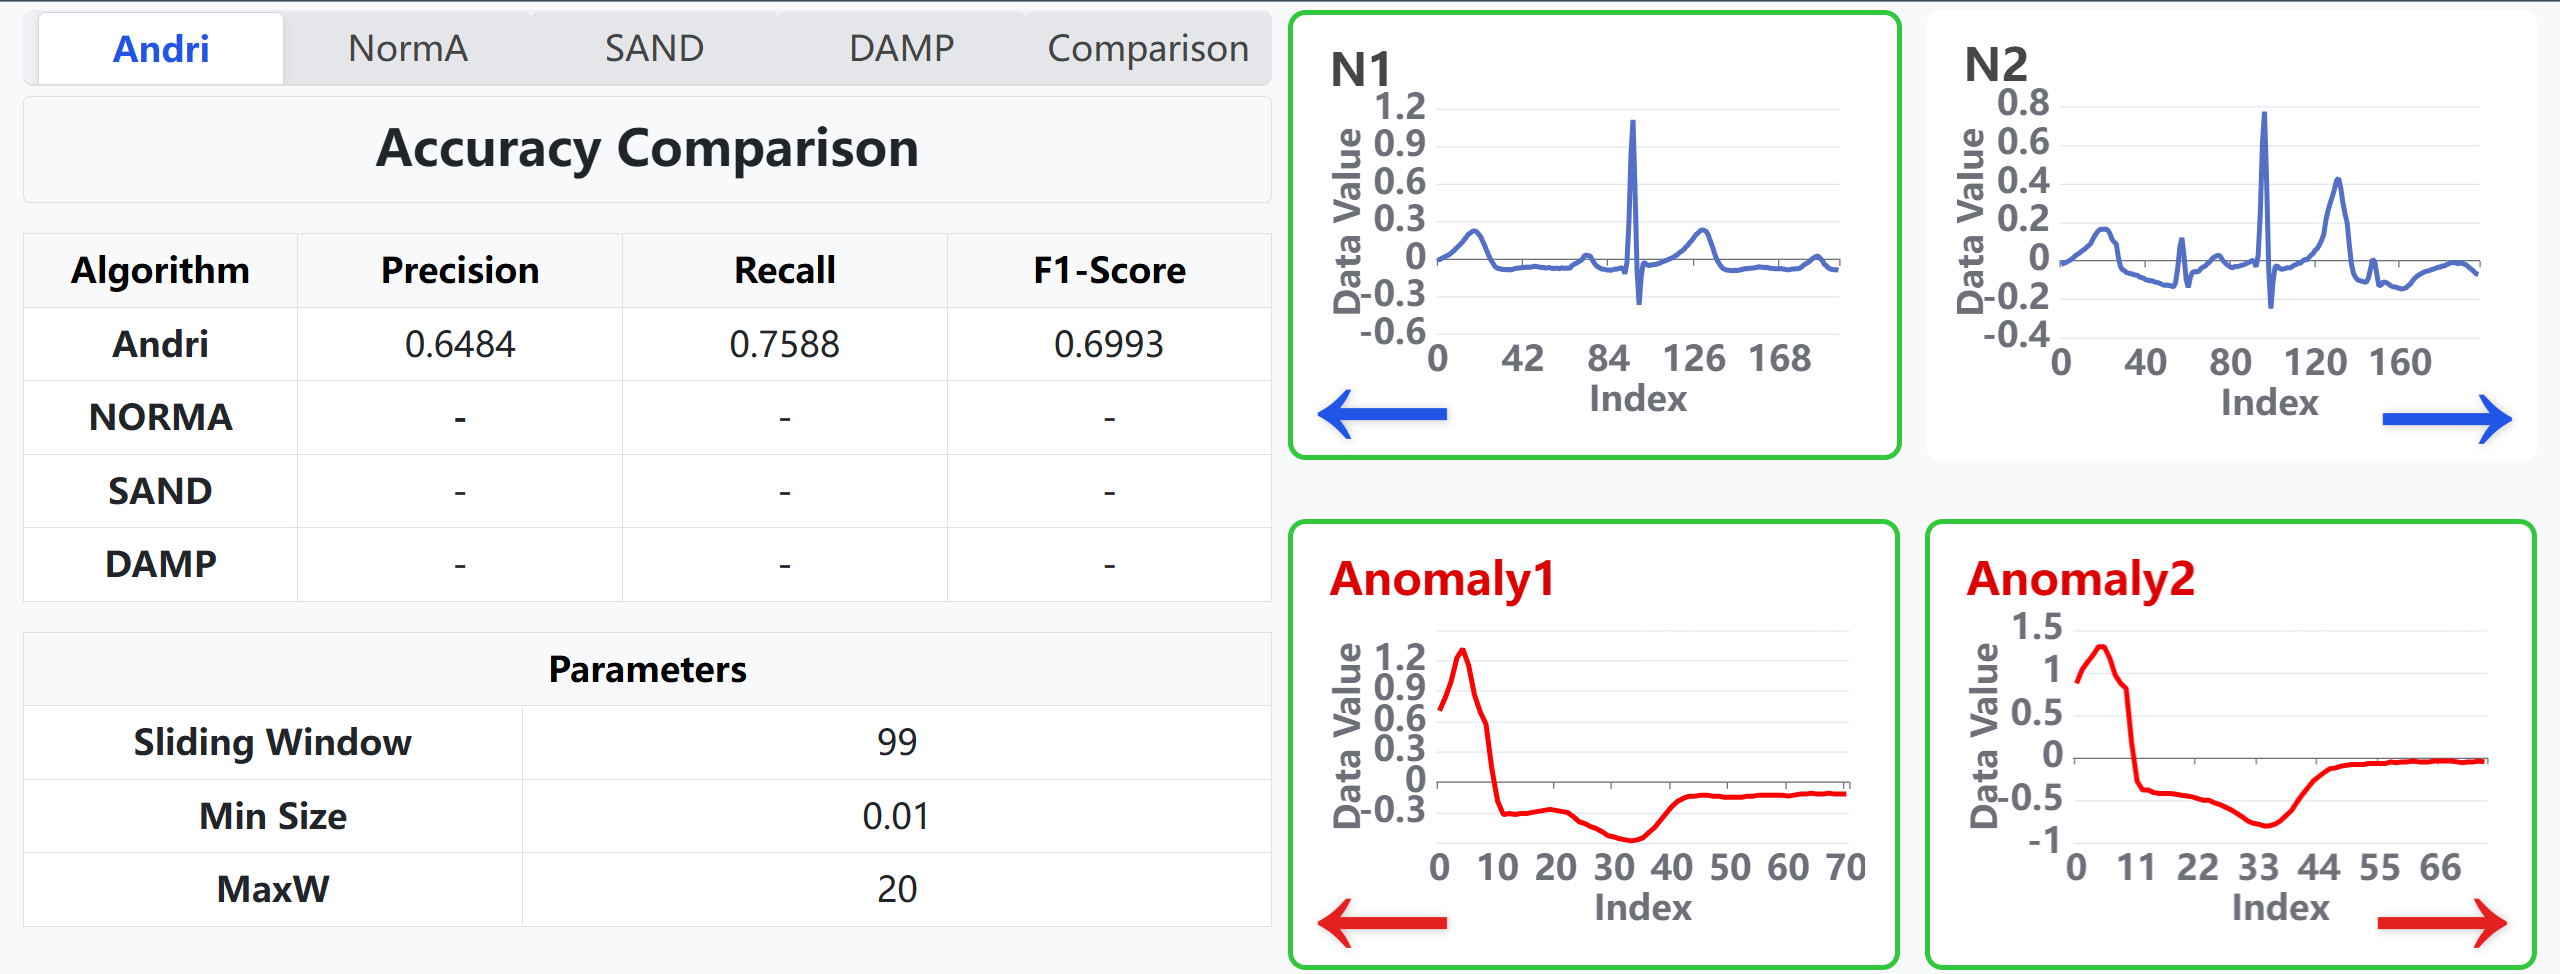 Andri NormA SAND DAMP Comparison
Accuracy Comparison
Algorithm Precision Recall F1-Score
Andri 0.6484 0.7588 0.6993
NORMA - - -
SAND - - -
DAMP - - -
Parameters
Sliding Window 99
Min Size 0.01
MaxW 20
N1
Data Value
1.2
0.9
0.6
0.3
0
-0.3
-0.6
0 42 84 126 168
Index
N2
Data Value
0.8
0.6
0.4
0.2
0
-0.2
-0.4
0 40 80 120 160
Index
Anomaly1
Data Value
1.2
0.9
0.6
0.3
0
-0.3
0 10 20 30 40 50 60 70
Index
Anomaly2
Data Value
1.5
1
0.5
0
-0.5
-1
0 11 22 33 44 55 66
Index